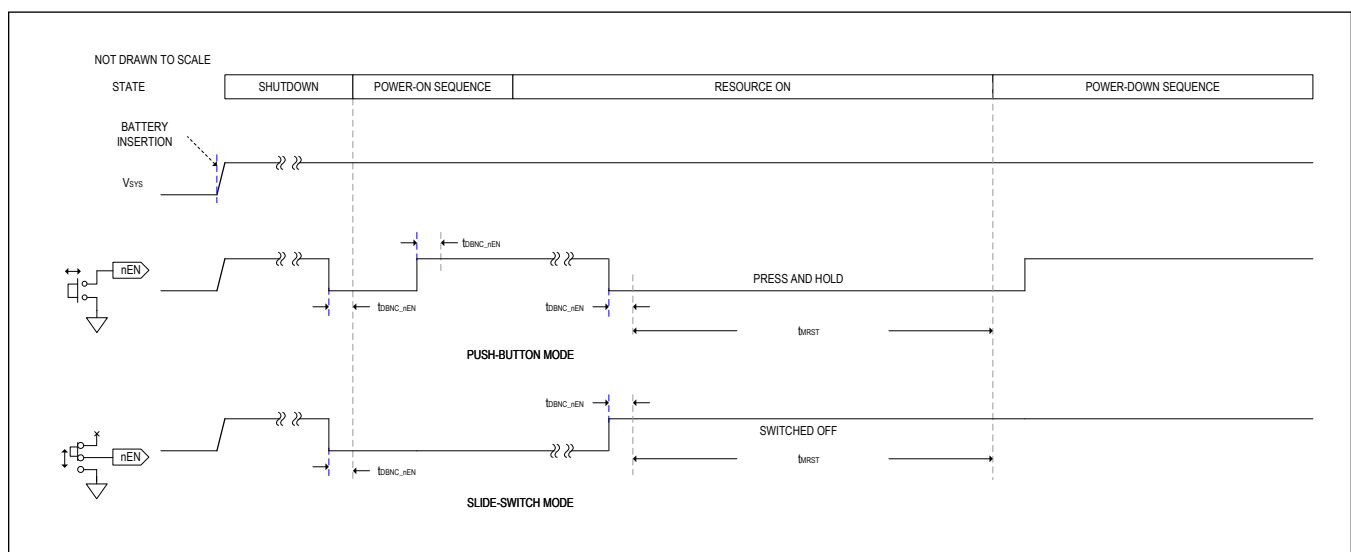 NOT DRAWN TO SCALE
STATE
SHUTDOWN
POWER-ON SEQUENCE
RESOURCE ON
POWER-DOWN SEQUENCE
BATTERY
INSERTION
VSYS
tDBNC_nEN
nEN
PRESS AND HOLD
tDBNC_nEN
tDBNC_nEN
tMRST
PUSH-BUTTON MODE
tDBNC_nEN
SWITCHED OFF
nEN
tMRST
tDBNC_nEN
SLIDE-SWITCH MODE